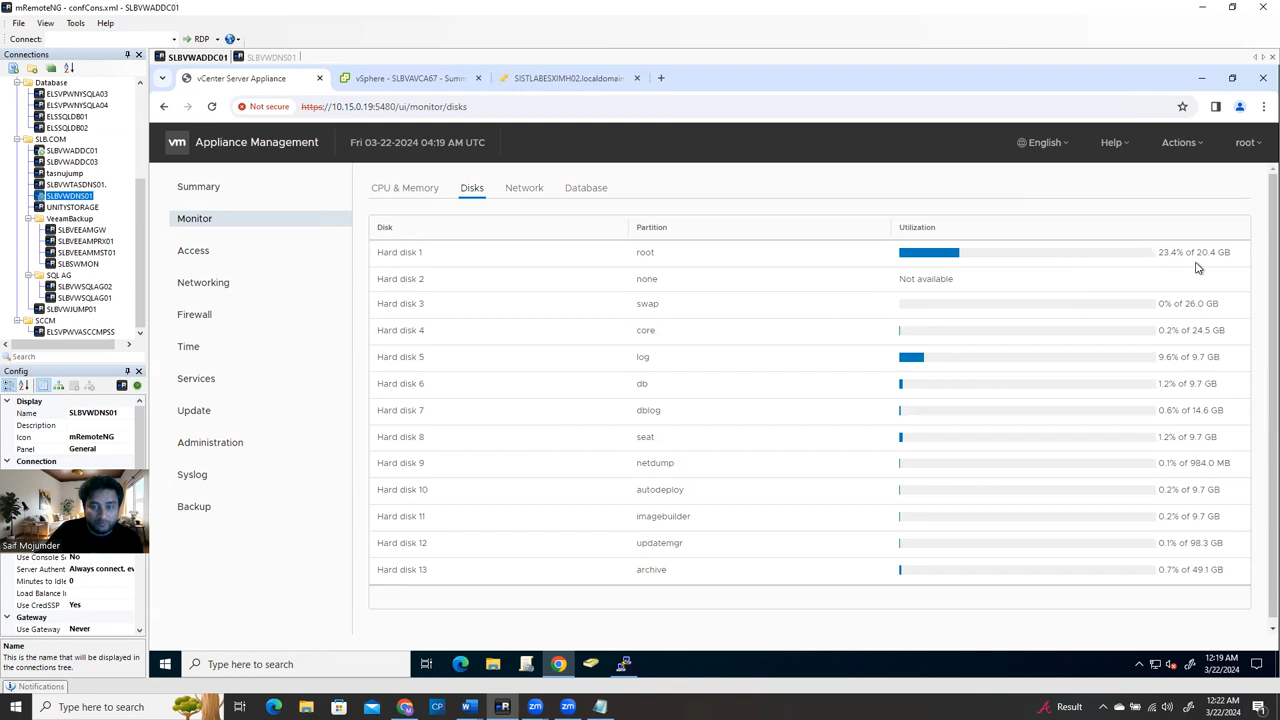 mRemoteNG - confCons.xml - SLBVWADDC01
File View Tools Help
Connect: RDP
Connections
Database
ELSVPWNYSQLA03
ELSVPWNYSQLA04
ELSSQLDB01
ELSSQLDB02
SLB.COM
SLBVWADDC01
SLBVWADDC03
tasnujump
SLBVWTASDNS01.
SLBVWDNS01
UNITYSTORAGE
VeeamBackup
SLBVEEAMGW
SLBVEEAMPRX01
SLBVEEAMMST01
SLBSWMON
SQL AG
SLBVWSQLAG02
SLBVWSQLAG01
SLBVWJUMP01
SCCM
ELSVPWVASCCMPSS
Search
Config
Display
Name SLBVWDNS01
Description
Icon mRemoteNG
Panel General
Connection
Saif Mojumder
Use Console S No
Server Authent Always connect, ev
Minutes to Idle 0
Load Balance In
Use CredSSP Yes
Gateway
Use Gateway Never
Name
This is the name that will be displayed in
the connections tree.
Notifications
SLBVWADDC01 SLBVWDNS01
vCenter Server Appliance
vSphere - SLBVAVCA67 - Summ
SISTLABESXIMH02.localdomain
Not secure https://10.15.0.19:5480/ui/monitor/disks
vm Appliance Management Fri 03-22-2024 04:19 AM UTC English Help Actions root
Summary
Monitor
Access
Networking
Firewall
Time
Services
Update
Administration
Syslog
Backup
CPU & Memory Disks Network Database
Disk Partition Utilization
Hard disk 1 root 23.4% of 20.4 GB
Hard disk 2 none Not available
Hard disk 3 swap 0% of 26.0 GB
Hard disk 4 core 0.2% of 24.5 GB
Hard disk 5 log 9.6% of 9.7 GB
Hard disk 6 db 1.2% of 9.7 GB
Hard disk 7 dblog 0.6% of 14.6 GB
Hard disk 8 seat 1.2% of 9.7 GB
Hard disk 9 netdump 0.1% of 984.0 MB
Hard disk 10 autodeploy 0.2% of 9.7 GB
Hard disk 11 imagebuilder 0.2% of 9.7 GB
Hard disk 12 updatemgr 0.1% of 98.3 GB
Hard disk 13 archive 0.7% of 49.1 GB
Type here to search
12:19 AM
3/22/2024
Type here to search
Result
12:22 AM
3/22/2024